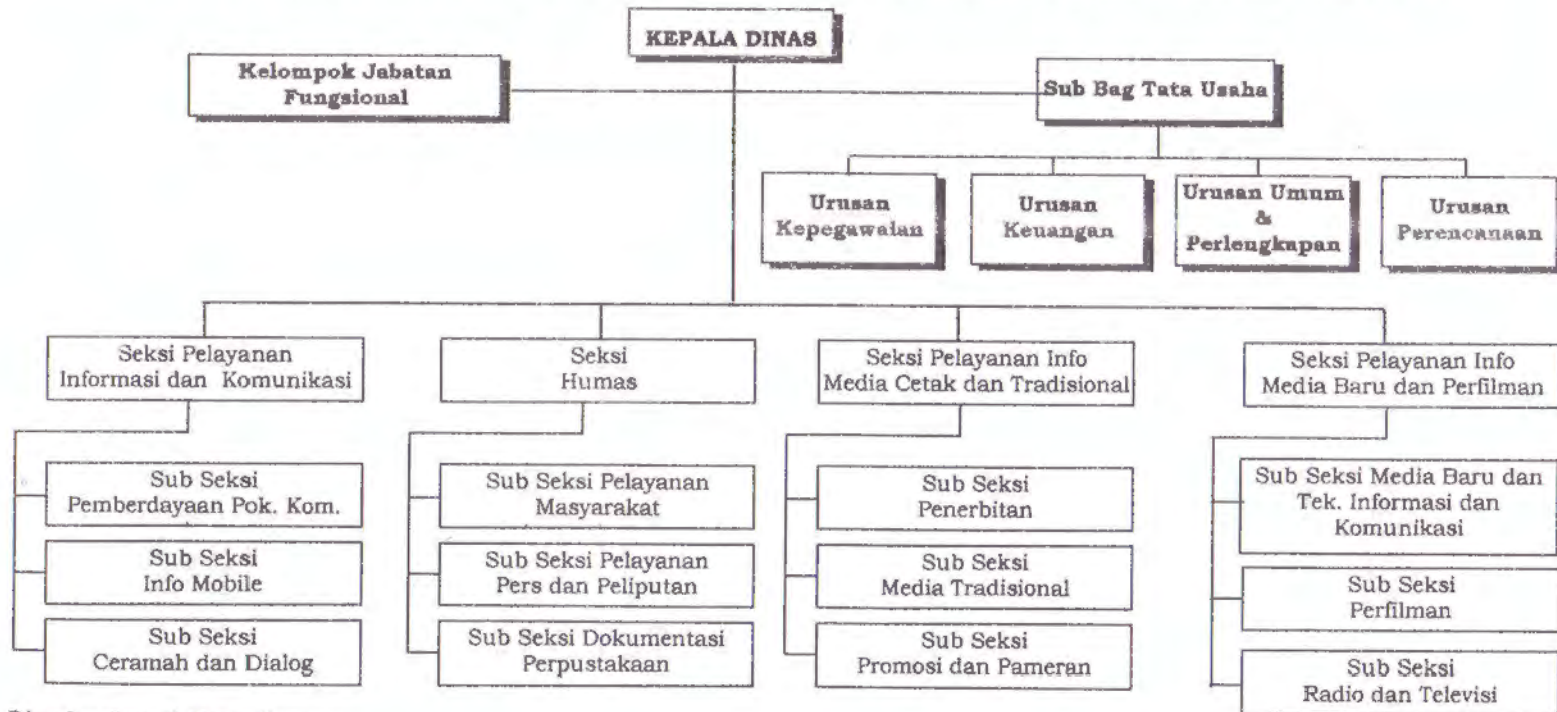 KEPALA DINAS
Kelompok Jabatan
Fungsional
Sub Bag Tata Usaha
Urusan
Kepegawaian
Urusan
Keuangan
Urusan Umum
&
Perlengkapan
Urusan
Perencanaan
Seksi Pelayanan
Informasi dan Komunikasi
Seksi
Humas
Seksi Pelayanan Info
Media Cetak dan Tradisional
Seksi Pelayanan Info
Media Baru dan Perfilman
Sub Seksi
Pemberdayaan Pok. Kom.
Sub Seksi
Info Mobile
Sub Seksi
Ceramah dan Dialog
Sub Seksi Pelayanan
Masyarakat
Sub Seksi Pelayanan
Pers dan Peliputan
Sub Seksi Dokumentasi
Perpustakaan
Sub Seksi
Penerbitan
Sub Seksi
Media Tradisional
Sub Seksi
Promosi dan Pameran
Sub Seksi Media Baru dan
Tek. Informasi dan
Komunikasi
Sub Seksi
Perfilman
Sub Seksi
Radio dan Televisi